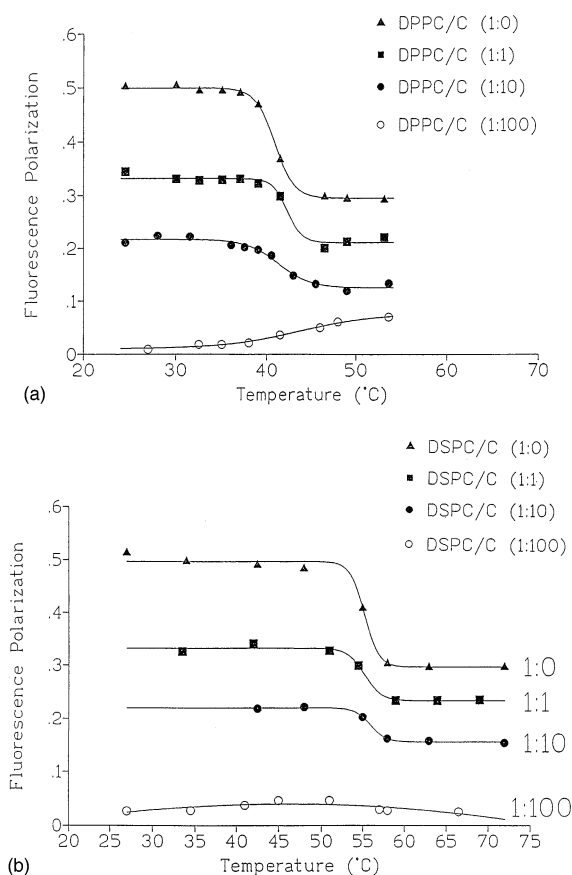 ▲ DPPC/C (1:0)
■ DPPC/C (1:1)
● DPPC/C (1:10)
○ DPPC/C (1:100)
Fluorescence Polarization
.6
.5
.4
.3
.2
.1
0
20 30 40 50 60 70
Temperature (°C)
(a)
▲ DSPC/C (1:0)
■ DSPC/C (1:1)
● DSPC/C (1:10)
○ DSPC/C (1:100)
Fluorescence Polarization
.6
.5
.4
.3
.2
.1
0
1:0
1:1
1:10
1:100
20 25 30 35 40 45 50 55 60 65 70 75
Temperature (°C)
(b)